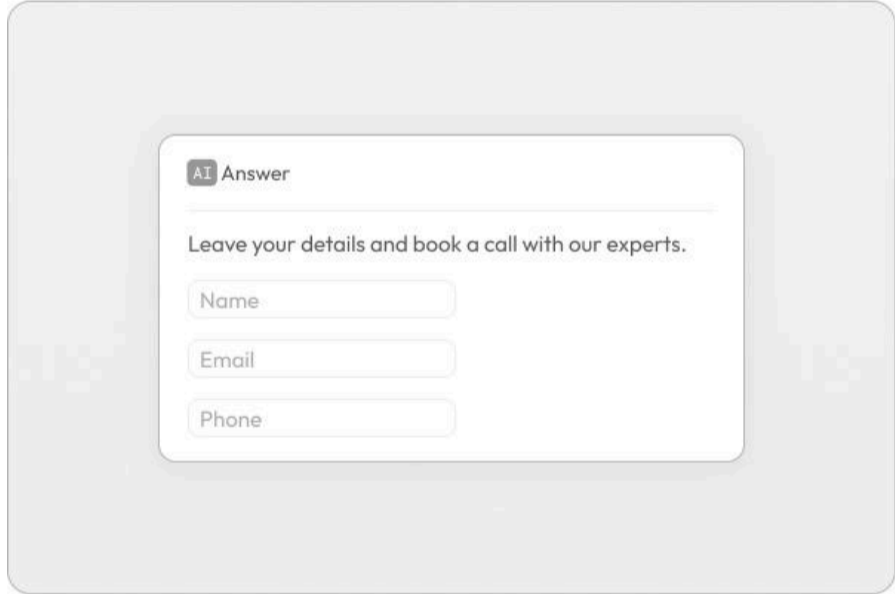 AI Answer
Leave your details and book a call with our experts.
Name
Email
Phone